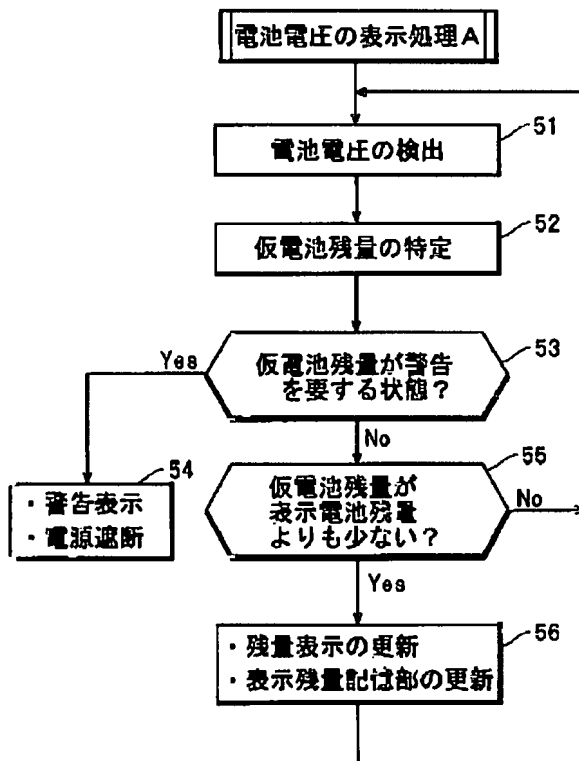 電池電圧の表示処理A
51
電池電圧の検出
52
仮電池残量の特定
53
仮電池残量が警告
を要する状態?
Yes
No
54
・警告表示
・電源遮断
55
仮電池残量が
表示電池残量
よりも少ない?
No
Yes
56
・残量表示の更新
・表示残量記憶部の更新